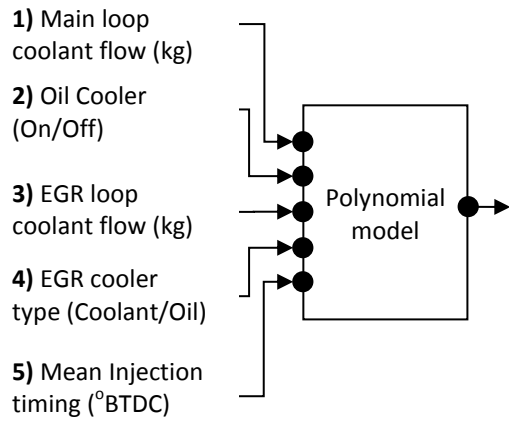 1) Main loop
coolant flow (kg)
2) Oil Cooler
(On/Off)
3) EGR loop
coolant flow (kg)
4) EGR cooler
type (Coolant/Oil)
5) Mean Injection
timing (°BTDC)
Polynomial
model